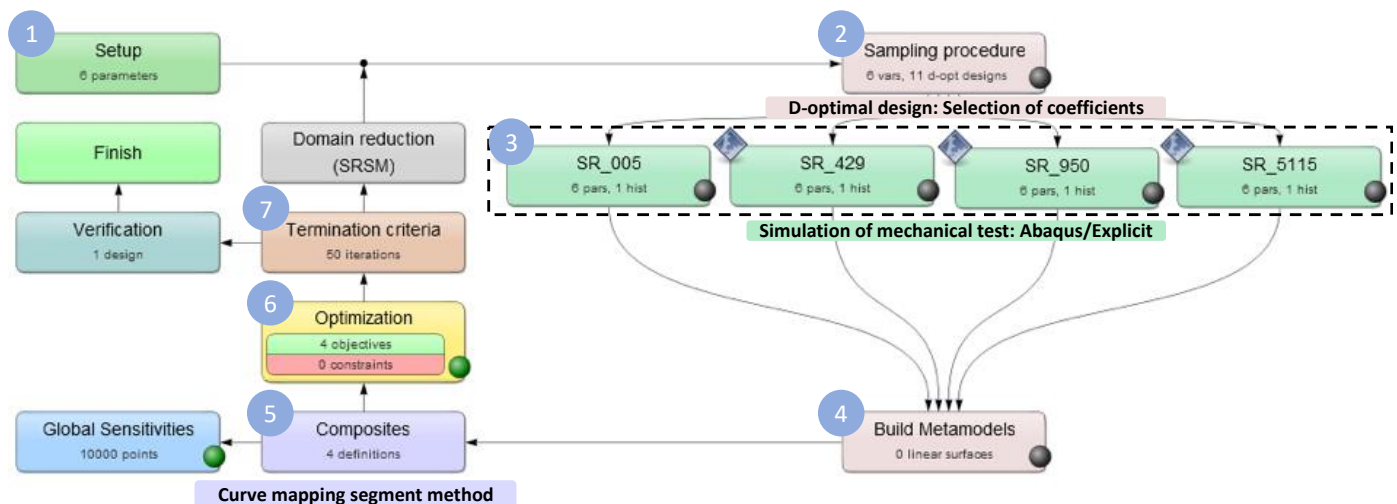 1
Setup
6 parameters
2
Sampling procedure
6 vars, 11 d-opt designs
D-optimal design: Selection of coefficients
Finish
Domain reduction
(SRSM)
3
SR_005
6 pars, 1 hist
SR_429
6 pars, 1 hist
SR_950
6 pars, 1 hist
SR_5115
6 pars, 1 hist
Simulation of mechanical test: Abaqus/Explicit
Verification
1 design
7
Termination criteria
50 iterations
6
Optimization
4 objectives
0 constraints
Global Sensitivities
10000 points
5
Composites
4 definitions
4
Build Metamodels
0 linear surfaces
Curve mapping segment method